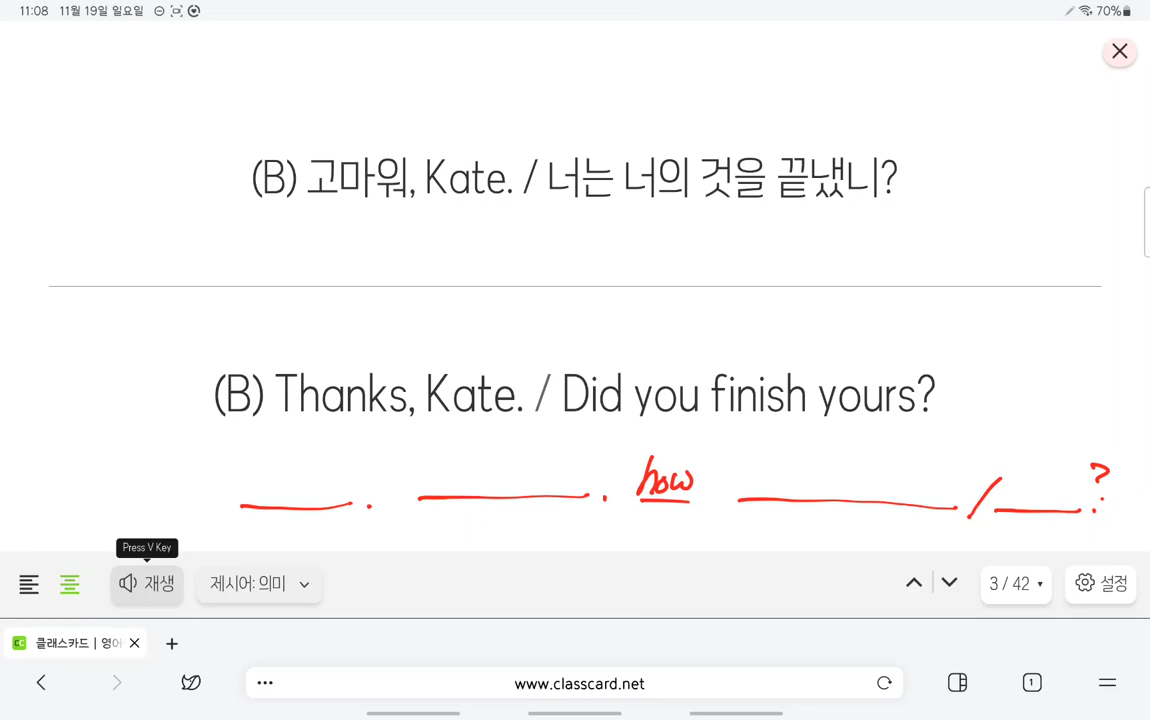 11:08 11월 19일 일요일 70%
(B) 고마워, Kate. / 너는 너의 것을 끝냈니?
(B) Thanks, Kate. / Did you finish yours?
how
. . / ?
Press V Key
재생 제시어: 의미 3 / 42 설정
클래스카드 | 영어
www.classcard.net 1